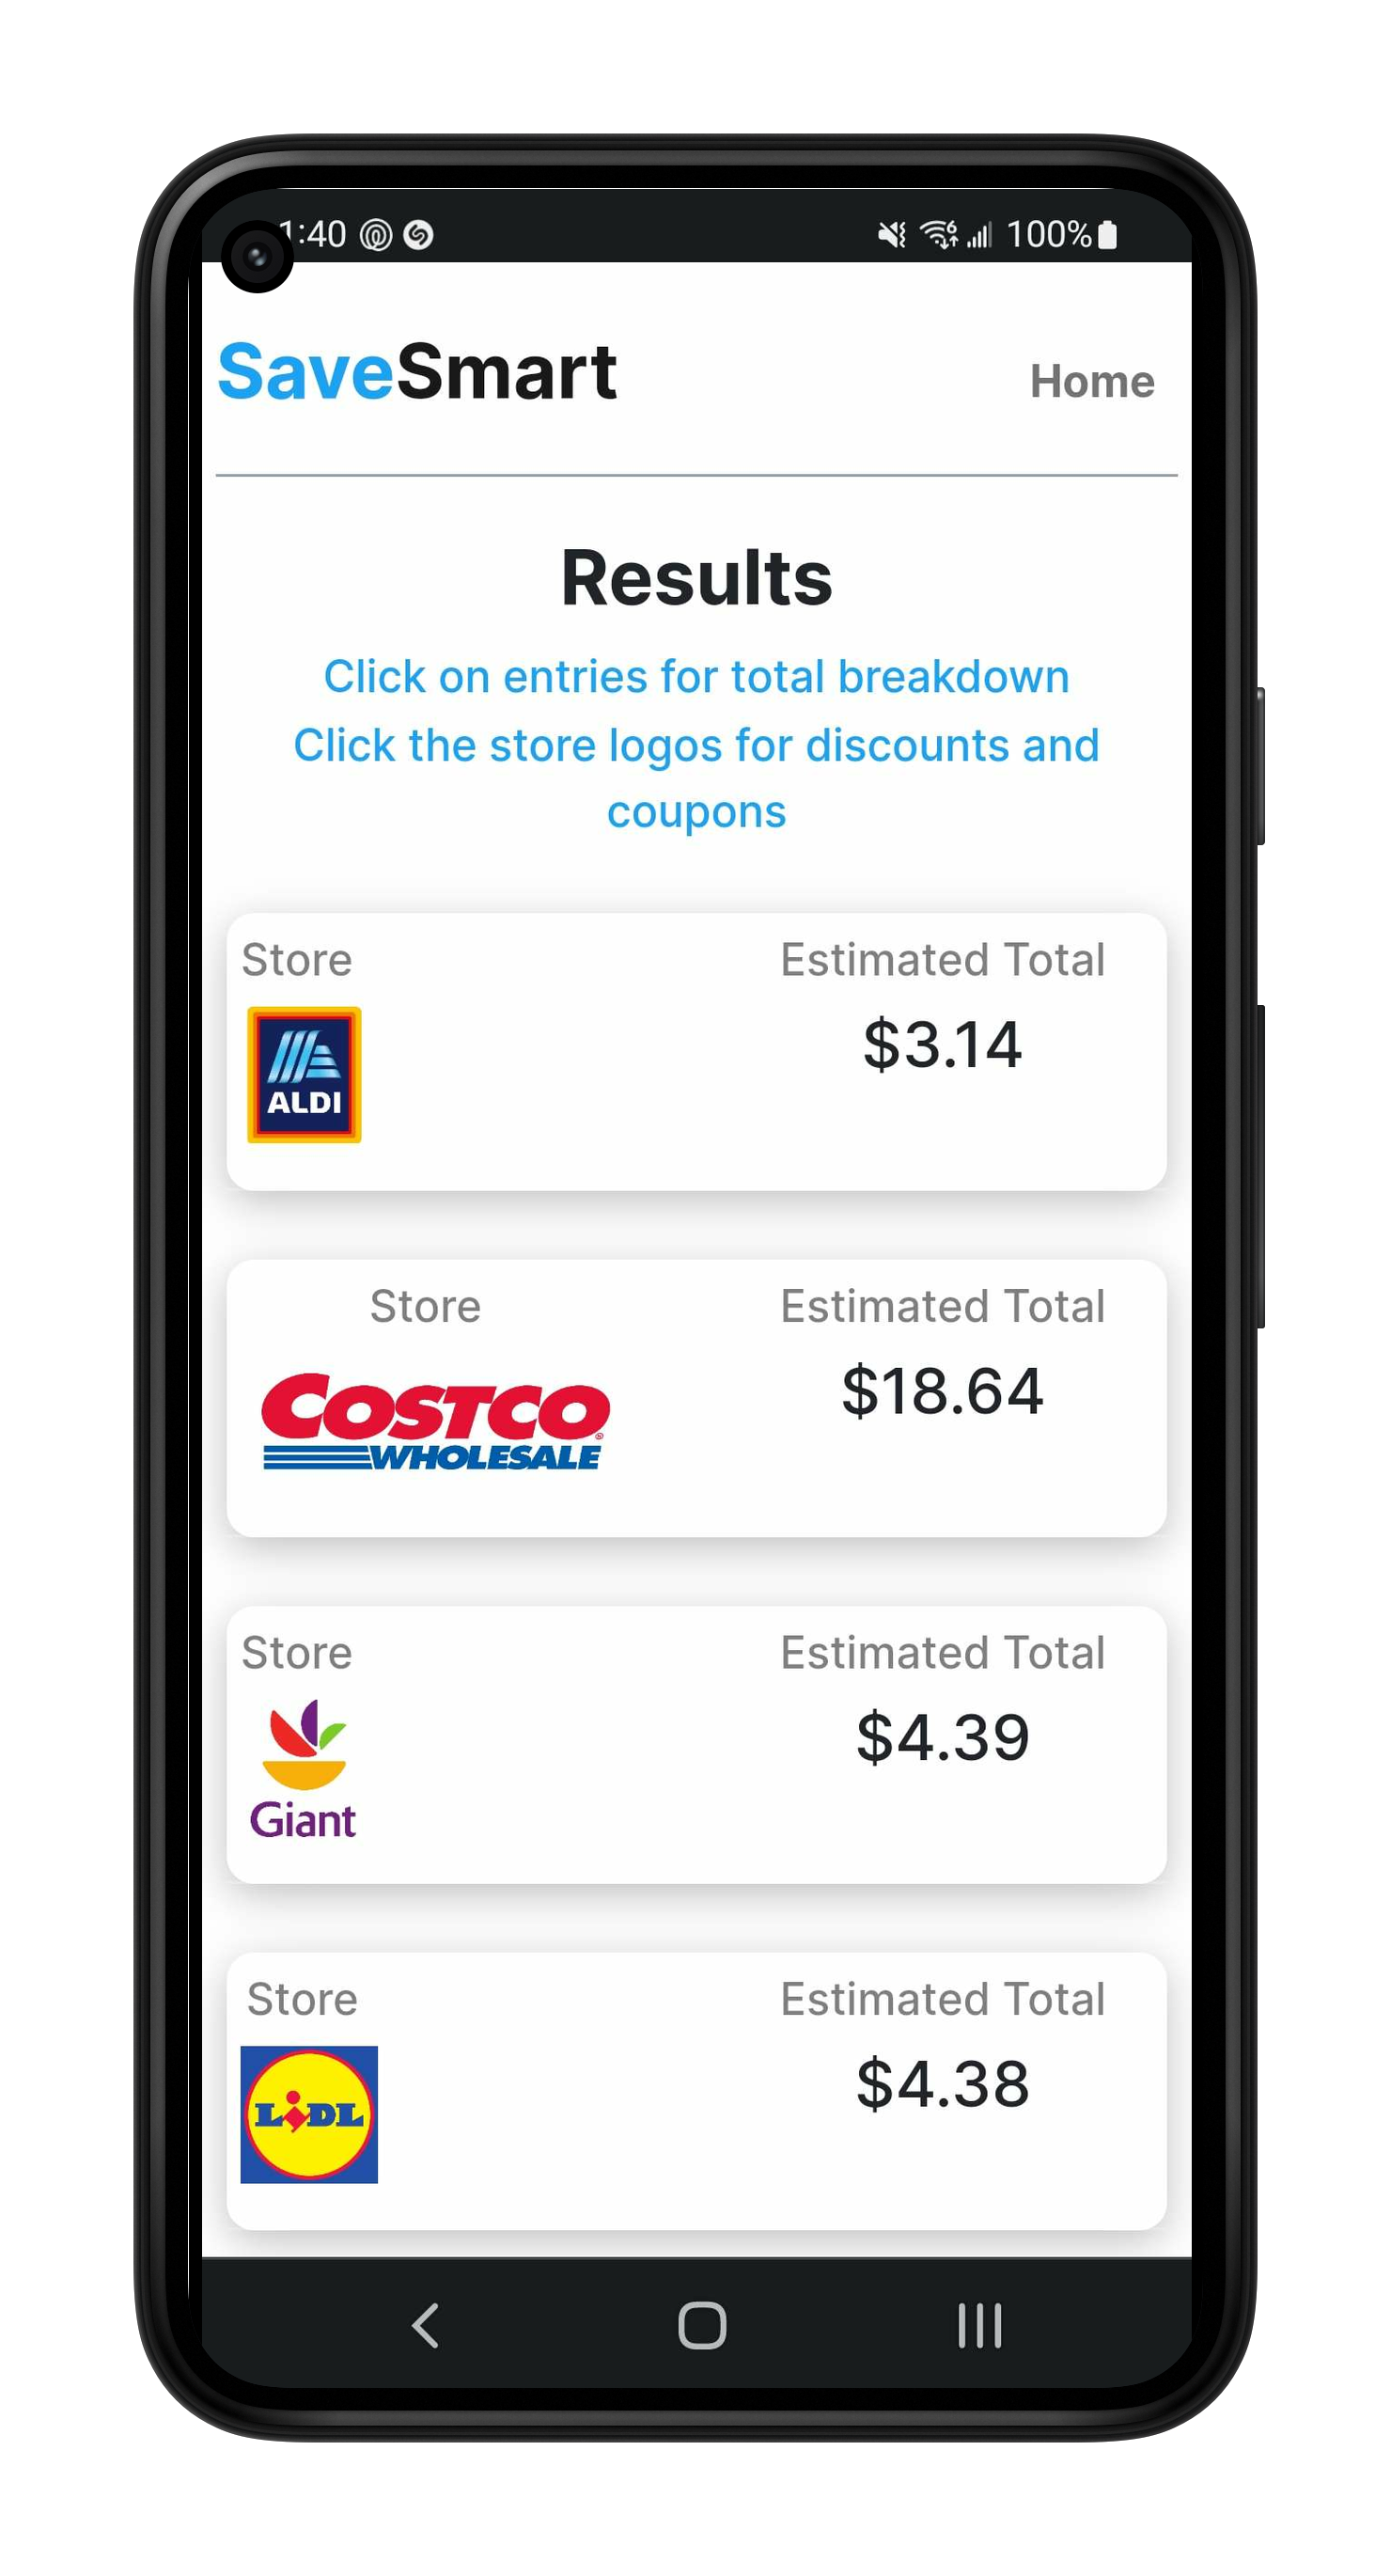 1:40 100%
SaveSmart
Home
Results
Click on entries for total breakdown
Click the store logos for discounts and
coupons
Store Estimated Total
ALDI $3.14
Store Estimated Total
COSTCO $18.64
WHOLESALE
Store Estimated Total
$4.39
Giant
Store Estimated Total
$4.38
LIDL